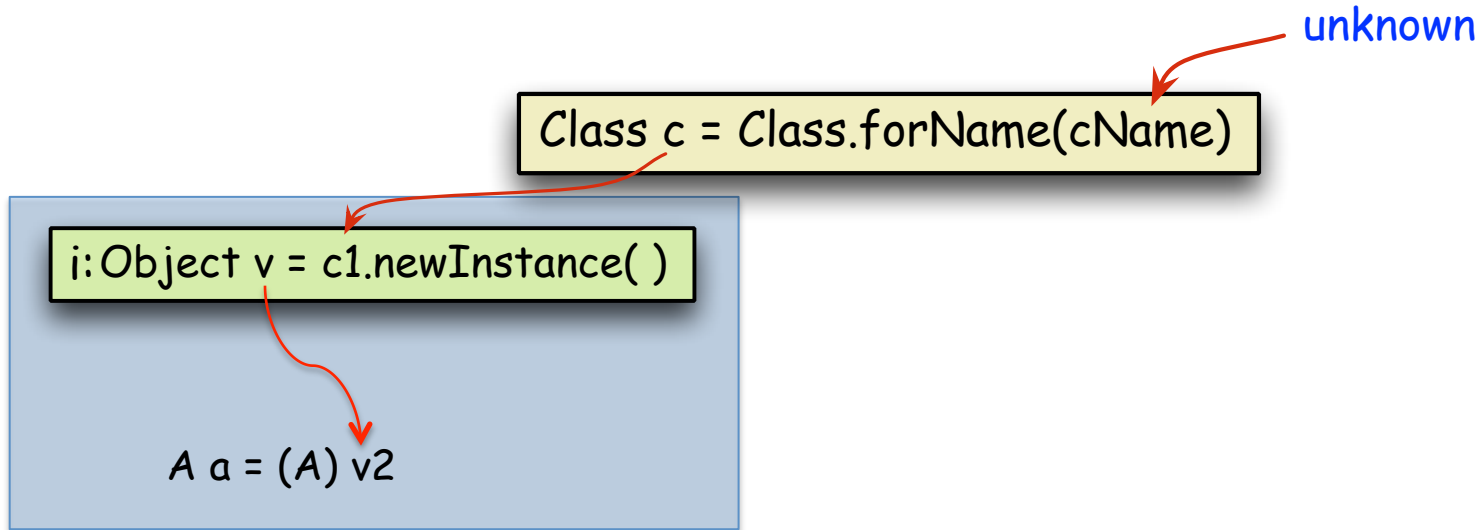 unknown
Class c = Class.forName(cName)
i:Object v = c1.newInstance( )
A a = (A) v2